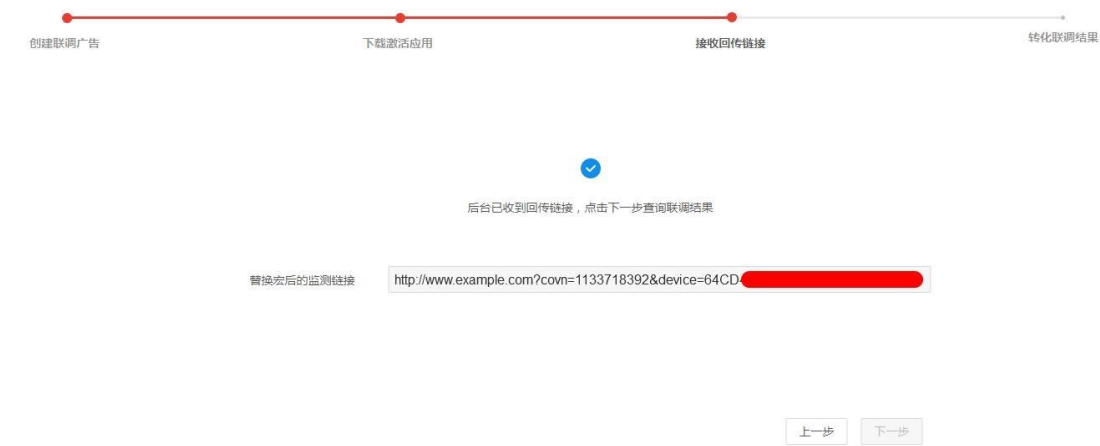 创建联调广告
下载激活应用
接收回传链接
转化联调结果
后台已收到回传链接，点击下一步查询联调结果
替换宏后的监测链接
http://www.example.com?covn=1133718392&device=64CD
上一步
下一步